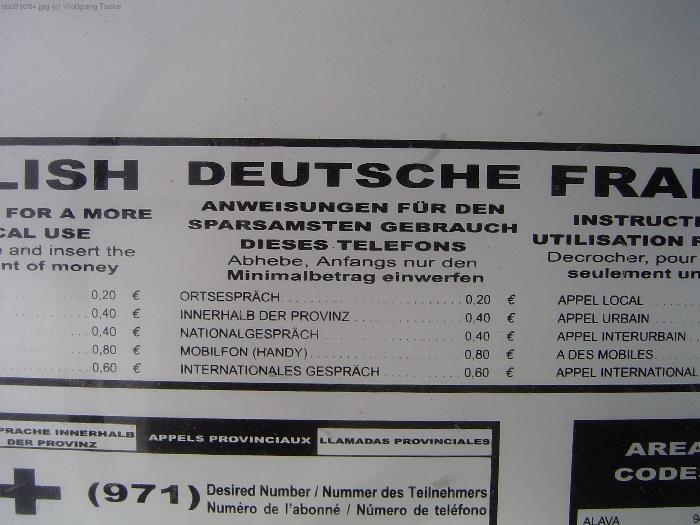 dsc0106+.jpg (c) Wolfgang Tache
LISH
FOR A MORE
CAL USE
and insert the
nt of money
0,20 €
0,40 €
0,40 €
0,80 €
0,60 €
DEUTSCHE
ANWEISUNGEN FÜR DEN
SPARSAMSTEN GEBRAUCH
DIESES TELEFONS
Abhebe, Anfangs nur den
Minimalbetrag einwerfen
ORTSESPRÄCH 0,20 €
INNERHALB DER PROVINZ 0,40 €
NATIONALGESPRÄCH 0,40 €
MOBILFON (HANDY) 0,80 €
INTERNATIONALES GESPRÄCH 0,60 €
FRA
INSTRUCTI
UTILISATION
Decrocher, pour
seulement un
APPEL LOCAL
APPEL URBAIN
APPEL INTERURBAIN
A DES MOBILES
APPEL INTERNATIONAL
PRACHE INNERHALB
DER PROVINZ
APPELS PROVINCIAUX
LLAMADAS PROVINCIALES
+ (971)
Desired Number / Nummer des Teilnehmers
Numéro de l'abonné / Número de teléfono
AREA
CODE
ALAVA